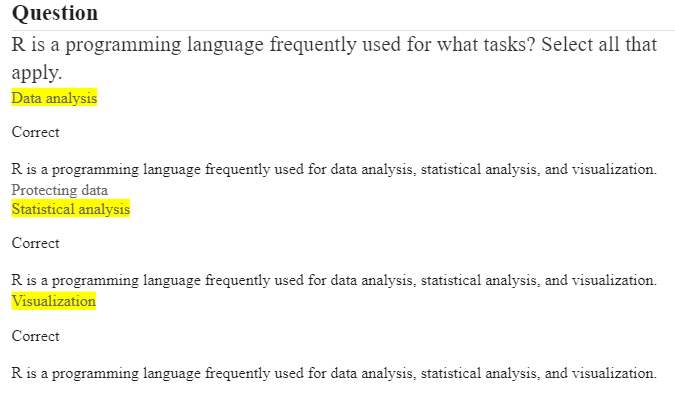 Question
R is a programming language frequently used for what tasks? Select all that
apply.
Data analysis
Correct
R is a programming language frequently used for data analysis, statistical analysis, and visualization.
Protecting data
Statistical analysis
Correct
R is a programming language frequently used for data analysis, statistical analysis, and visualization.
Visualization
Correct
R is a programming language frequently used for data analysis, statistical analysis, and visualization.